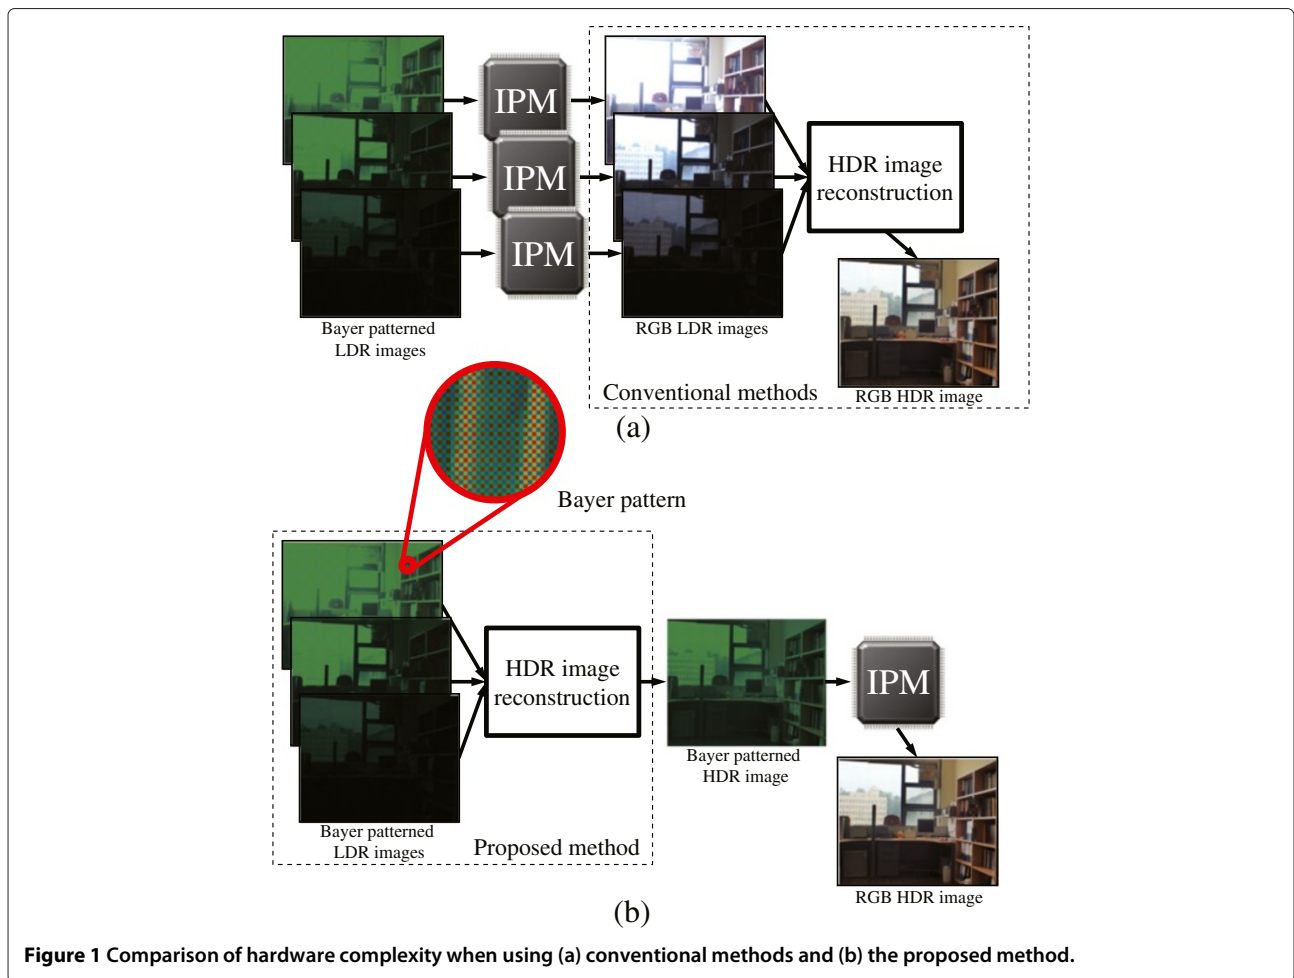 IPM
IPM
IPM
HDR image
reconstruction
Bayer patterned
LDR images
RGB LDR images
Conventional methods
RGB HDR image
(a)
Bayer pattern
HDR image
reconstruction
IPM
Bayer patterned
HDR image
Bayer patterned
LDR images
Proposed method
RGB HDR image
(b)
Figure 1 Comparison of hardware complexity when using (a) conventional methods and (b) the proposed method.